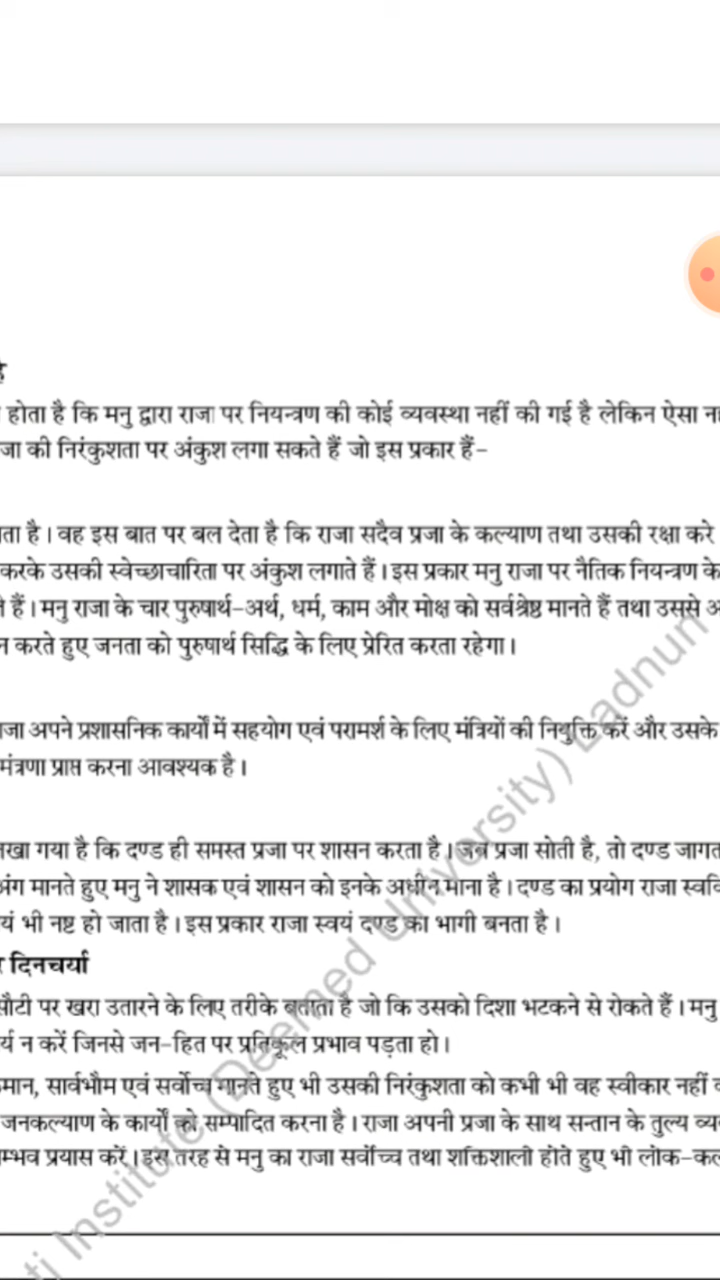 है
होता है कि मनु द्वारा राजा पर नियन्त्रण की कोई व्यवस्था नहीं की गई है लेकिन ऐसा
जा की निरंकुशता पर अंकुश लगा सकते हैं जो इस प्रकार हैं-
ता है। वह इस बात पर बल देता है कि राजा सदैव प्रजा के कल्याण तथा उसकी रक्षा करे
करके उसकी स्वेच्छाचारिता पर अंकुश लगाते हैं। इस प्रकार मनु राजा पर नैतिक नियन्त्रण के
हैं। मनु राजा के चार पुरुषार्थ-अर्थ, धर्म, काम और मोक्ष को सर्वश्रेष्ठ मानते हैं तथा उससे
न करते हुए जनता को पुरुषार्थ सिद्धि के लिए प्रेरित करता रहेगा।
जा अपने प्रशासनिक कार्यों में सहयोग एवं परामर्श के लिए मंत्रियों की नियुक्ति करें और उसके
मंत्रणा प्राप्त करना आवश्यक है।
खा गया है कि दण्ड ही समस्त प्रजा पर शासन करता है। जब प्रजा सोती है, तो दण्ड जागत
अंग मानते हुए मनु ने शासक एवं शासन को इनके अधीन माना है। दण्ड का प्रयोग राजा स्ववि
यं भी नष्ट हो जाता है। इस प्रकार राजा स्वयं दण्ड का भागी बनता है।
दिनचर्या
सौटी पर खरा उतारने के लिए तरीके बताता है जो कि उसको दिशा भटकने से रोकते हैं। मनु
र्य न करें जिनसे जन-हित पर प्रतिकूल प्रभाव पड़ता हो।
मान, सार्वभौम एवं सर्वोच्च मानते हुए भी उसकी निरंकुशता को कभी भी वह स्वीकार नहीं
जनकल्याण के कार्यों को सम्पादित करना है। राजा अपनी प्रजा के साथ सन्तान के तुल्य व्य
म्भव प्रयास करें। इस तरह से मनु का राजा सर्वोच्च तथा शक्तिशाली होते हुए भी लोक-कल
ti Institute (Deemed University) Ladnun